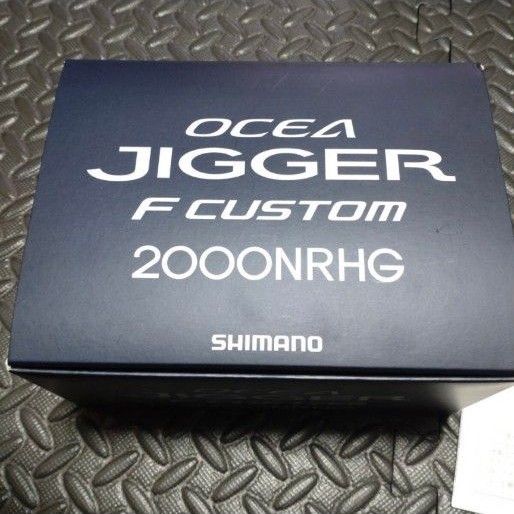 OCEA
JIGGER
F CUSTOM
2000NRHG
SHIMANO